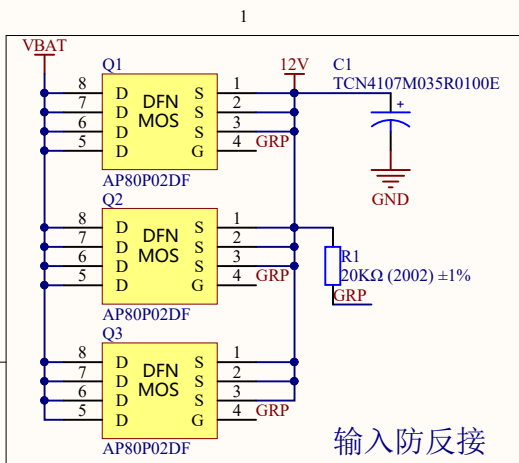 1
VBAT
Q1
12V
C1
TCN4107M035R0100E
8 D DFN S 1
7 D MOS S 2
6 D S 3
5 D G 4 GRP
+
AP80P02DF
GND
Q2
8 D DFN S 1
7 D MOS S 2
6 D S 3
5 D G 4 GRP
AP80P02DF
R1
20KΩ (2002) ±1%
GRP
Q3
8 D DFN S 1
7 D MOS S 2
6 D S 3
5 D G 4 GRP
AP80P02DF
输入防反接